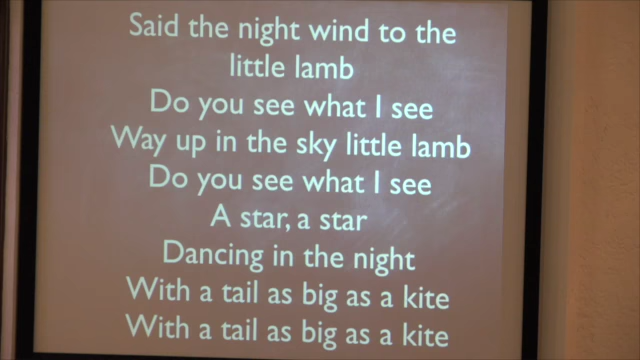 Said the night wind to the
little lamb
Do you see what I see
Way up in the sky little lamb
Do you see what I see
A star, a star
Dancing in the night
With a tail as big as a kite
With a tail as big as a kite